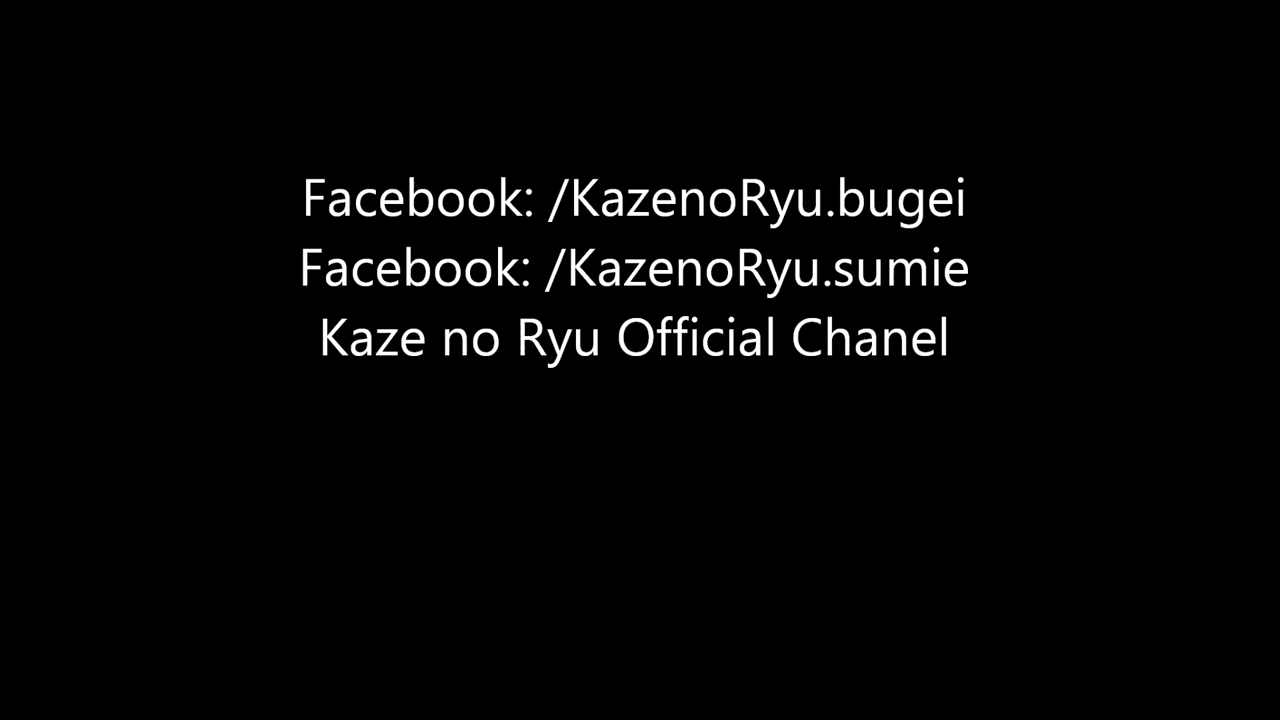 Facebook: /KazenoRyu.bugei
Facebook: /KazenoRyu.sumie
Kaze no Ryu Official Chanel